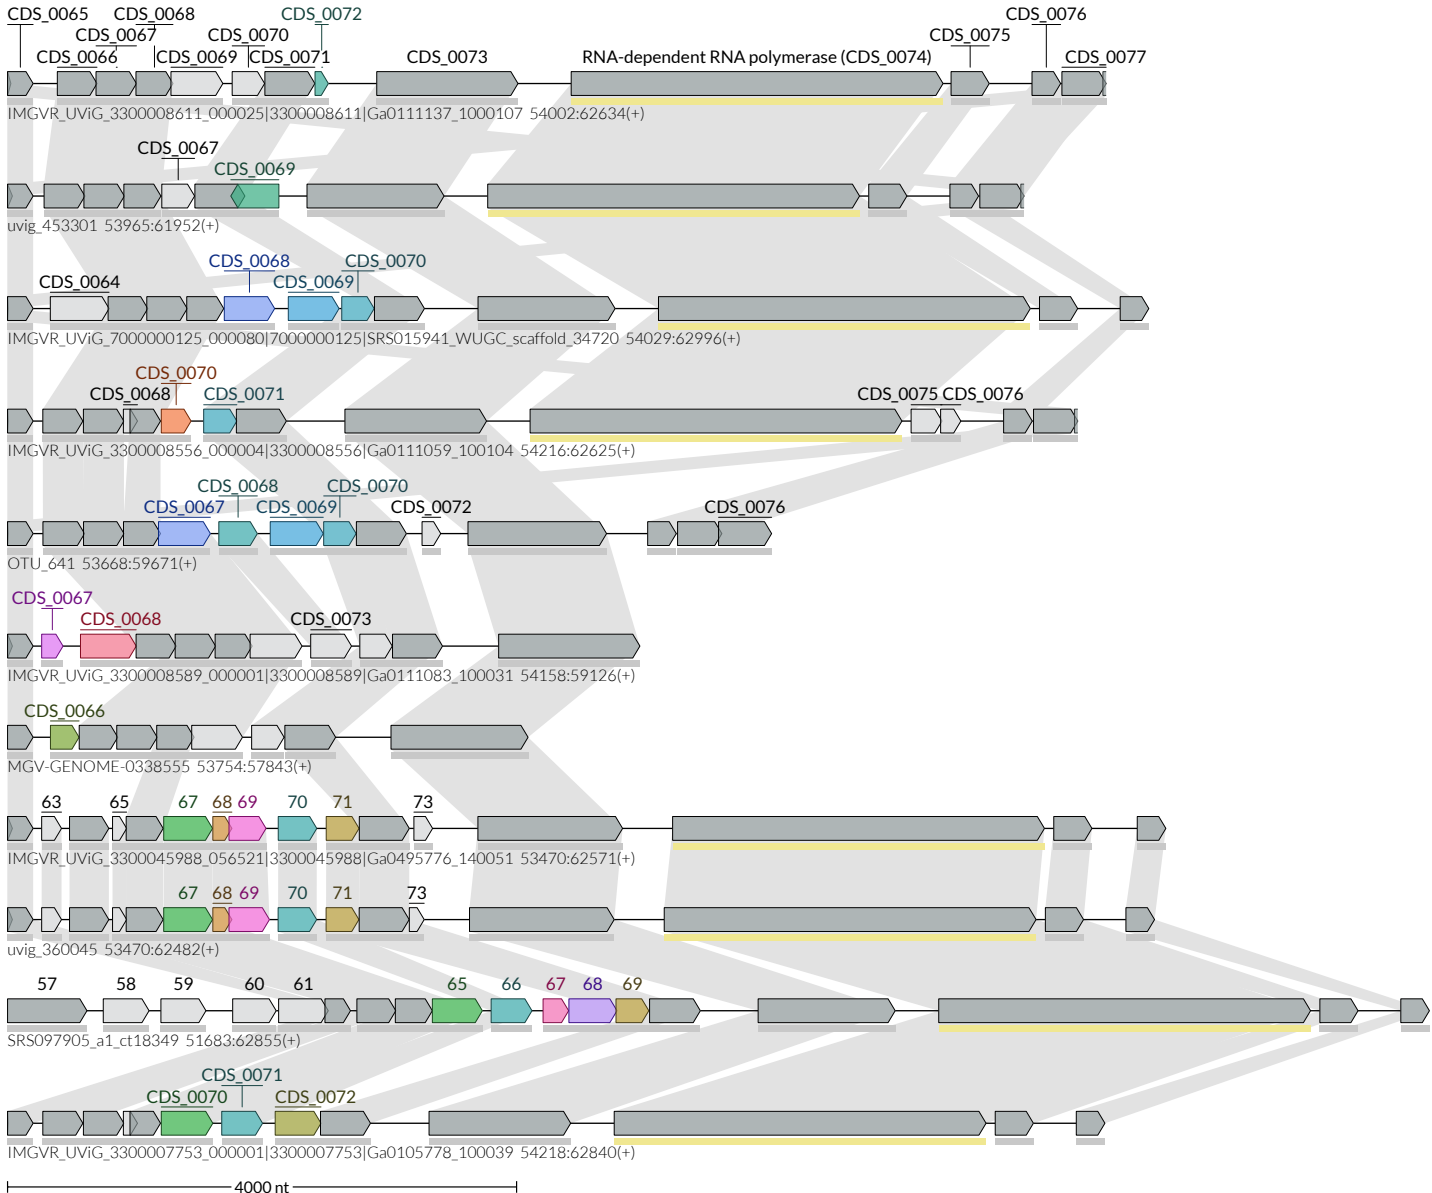 CDS_0065 CDS_0068 CDS_0072 CDS_0076
CDS_0067 CDS_0070 CDS_0075
CDS_0066 CDS_0069 CDS_0071 CDS_0073 RNA-dependent RNA polymerase (CDS_0074) CDS_0077
IMGVR_UViG_3300008611_000025|3300008611|Ga0111137_1000107 54002:62634(+)
CDS_0067
CDS_0069
uvig_453301 53965:61952(+)
CDS_0068 CDS_0070
CDS_0064 CDS_0069
IMGVR_UViG_7000000125_000080|7000000125|SRS015941_WUGC_scaffold_34720 54029:62996(+)
CDS_0070
CDS_0068 CDS_0071 CDS_0075 CDS_0076
IMGVR_UViG_3300008556_000004|3300008556|Ga0111059_100104 54216:62625(+)
CDS_0068 CDS_0070
CDS_0067 CDS_0069 CDS_0072 CDS_0076
OTU_641 53668:59671(+)
CDS_0067
CDS_0068 CDS_0073
IMGVR_UViG_3300008589_000001|3300008589|Ga0111083_100031 54158:59126(+)
CDS_0066
MGV-GENOME-0338555 53754:57843(+)
63 65 67 68 69 70 71 73
IMGVR_UViG_3300045988_056521|3300045988|Ga0495776_140051 53470:62571(+)
67 68 69 70 71 73
uvig_360045 53470:62482(+)
57 58 59 60 61 65 66 67 68 69
SRS097905_a1_ct18349 51683:62855(+)
CDS_0071
CDS_0070 CDS_0072
IMGVR_UViG_3300007753_000001|3300007753|Ga0105778_100039 54218:62840(+)
4000 nt